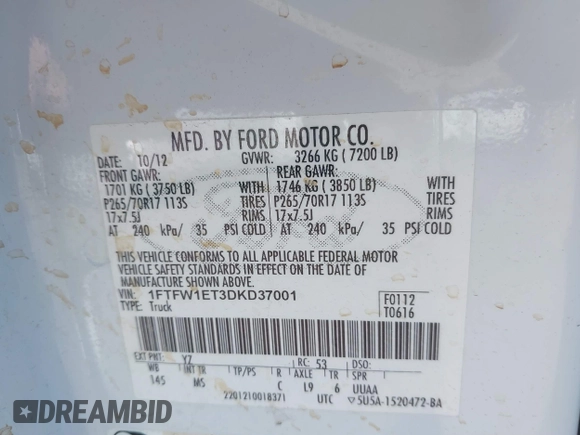 MFD. BY FORD MOTOR CO.
DATE: 10/12 GVWR: 3266 KG ( 7200 LB)
FRONT GAWR: REAR GAWR:
1701 KG ( 3750 LB) WITH 1746 KG ( 3850 LB) WITH
P265/70R17 113S TIRES P265/70R17 113S TIRES
17x7.5J RIMS 17x7.5J RIMS
AT 240 kPa/ 35 PSI COLD AT 240 kPa/ 35 PSI COLD
THIS VEHICLE CONFORMS TO ALL APPLICABLE FEDERAL MOTOR
VEHICLE SAFETY STANDARDS IN EFFECT ON THE DATE OF
MANUFACTURE SHOWN ABOVE.
VIN: 1FTFW1ET3DKD37001 F0112
TYPE: Truck T0616
EXT PNT: YZ RC: 53 DSO:
WB INT TR TP/PS R AXLE TR SPR
145 MS C L9 6 UUAA
2201210018371 UTC 5U5A-1520472-BA
DREAMBID